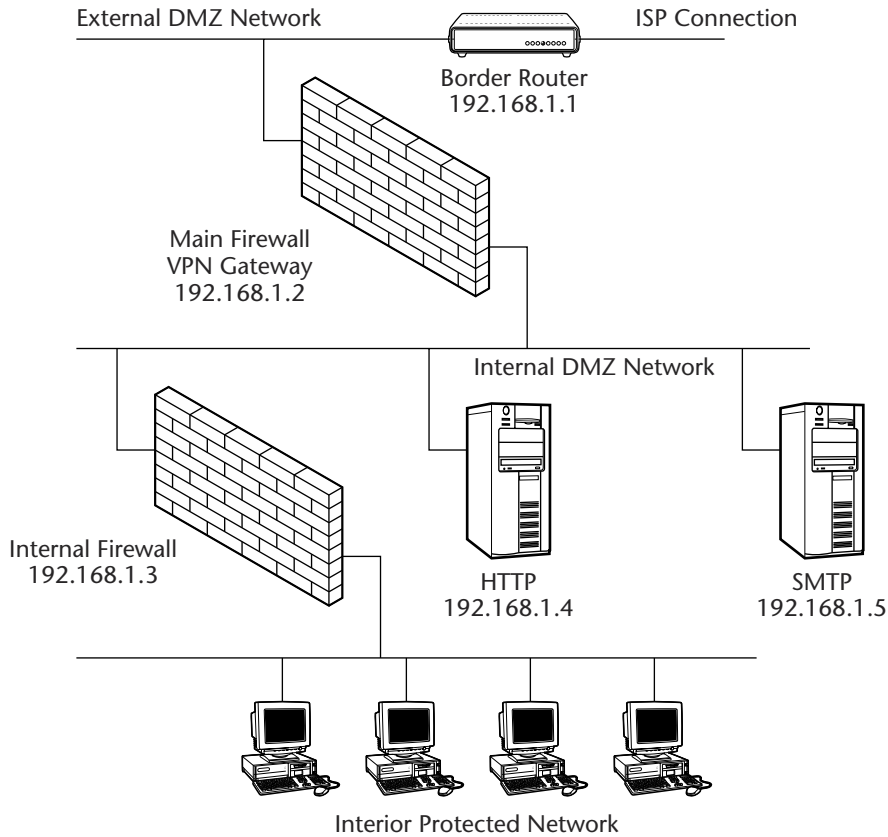 External DMZ Network
ISP Connection
Border Router
192.168.1.1
Main Firewall
VPN Gateway
192.168.1.2
Internal DMZ Network
Internal Firewall
192.168.1.3
HTTP
192.168.1.4
SMTP
192.168.1.5
Interior Protected Network